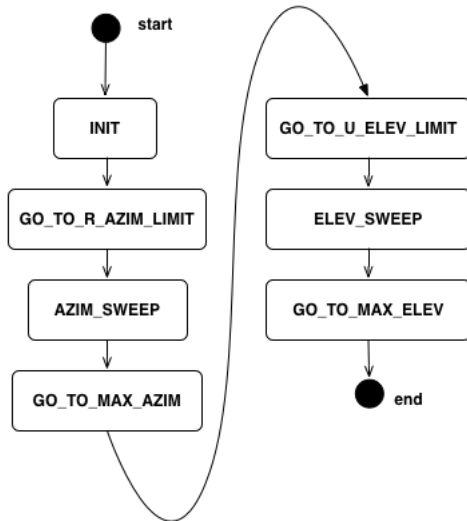 start
INIT
GO_TO_R_AZIM_LIMIT
AZIM_SWEEP
GO_TO_MAX_AZIM
GO_TO_U_ELEV_LIMIT
ELEV_SWEEP
GO_TO_MAX_ELEV
end